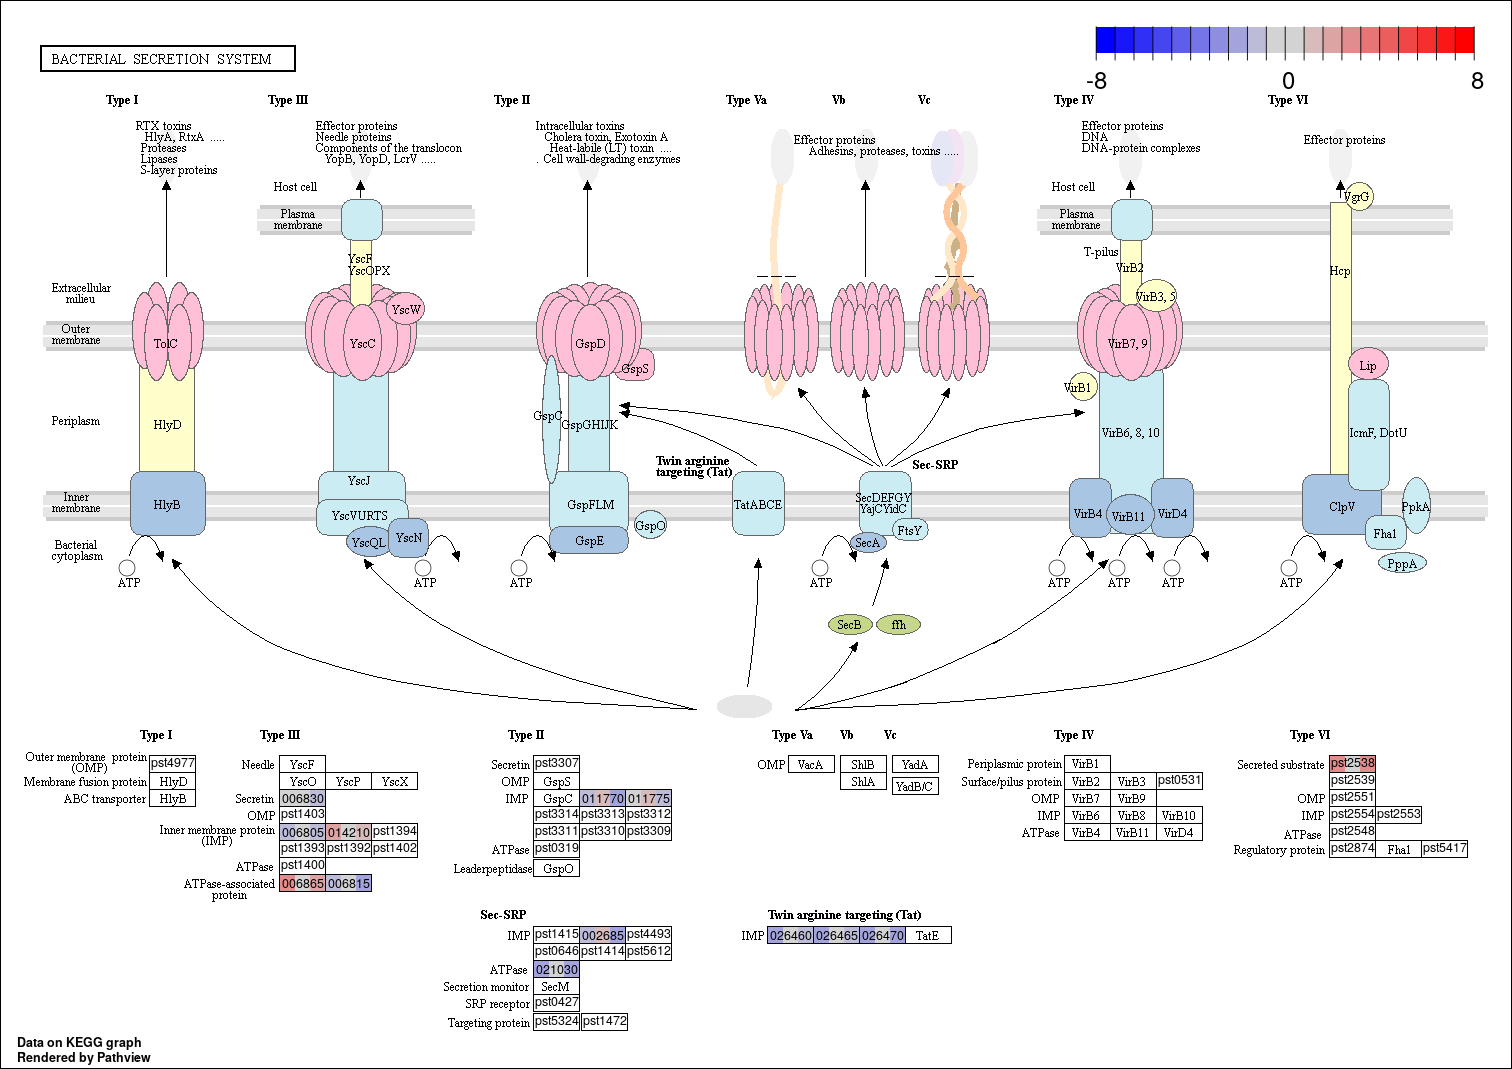 BACTERIAL SECRETION SYSTEM
-8 0 8
Type I
Type III
Type II
Type Va
Vb
Vc
Type IV
Type VI
RTX toxins
HlyA, RtxA .....
Proteases
Lipases
S-layer proteins
Effector proteins
Needle proteins
Components of the translocon
YopB, YopD, LcrV .....
Intracellular toxins
Cholera toxin, Exotoxin A
Heat-labile (LT) toxin ....
. Cell wall-degrading enzymes
Effector proteins
Adhesins, proteases, toxins .....
Effector proteins
DNA
DNA-protein complexes
Effector proteins
Host cell
Plasma
membrane
Host cell
Plasma
membrane
VgrG
YscF
YscOPX
T-pilus
VirB2
Hcp
Extracellular
milieu
YscW
VirB3, 5
Outer
membrane
TolC
YscC
GspD
GspS
VirB7, 9
Lip
VirB1
Periplasm
HlyD
GspC
GspGHIJK
VirB6, 8, 10
IcmF, DotU
Twin arginine
targeting (Tat)
Sec-SRP
Inner
membrane
HlyB
YscJ
YscVURTS
GspFLM
GspO
TatABCE
SecDEFGY
YajCYidC
FtsY
VirB4
VirB11
VirD4
ClpV
PpkA
Fha1
PppA
Bacterial
cytoplasm
YscQL
YscN
GspE
SecA
ATP
ATP
ATP
ATP
ATP
ATP
ATP
ATP
SecB
ffh
Type I
Outer membrane protein
(OMP)
pst4977
Membrane fusion protein HlyD
ABC transporter HlyB
Type III
Needle YscF
YscO YscP YscX
Secretin 006830
OMP pst1403
Inner membrane protein
(IMP)
006805 014210 pst1394
pst1393 pst1392 pst1402
ATPase pst1400
ATPase-associated
protein
006865 006815
Type II
Secretin pst3307
OMP GspS
IMP GspC 011770 011775
pst3314 pst3313 pst3312
pst3311 pst3310 pst3309
ATPase pst0319
Leaderpeptidase GspO
Type Va Vb Vc
OMP VacA ShlB YadA
ShlA YadB/C
Type IV
Periplasmic protein VirB1
Surface/pilus protein VirB2 VirB3 pst0531
OMP VirB7 VirB9
IMP VirB6 VirB8 VirB10
ATPase VirB4 VirB11 VirD4
Type VI
Secreted substrate pst2538
pst2539
OMP pst2551
IMP pst2554 pst2553
ATPase pst2548
Regulatory protein pst2874 Fha1 pst5417
Sec-SRP
IMP pst1415 002685 pst4493
pst0646 pst1414 pst5612
ATPase 021030
Secretion monitor SecM
SRP receptor pst0427
Targeting protein pst5324 pst1472
Twin arginine targeting (Tat)
IMP 026460 026465 026470 TatE
Data on KEGG graph
Rendered by Pathview